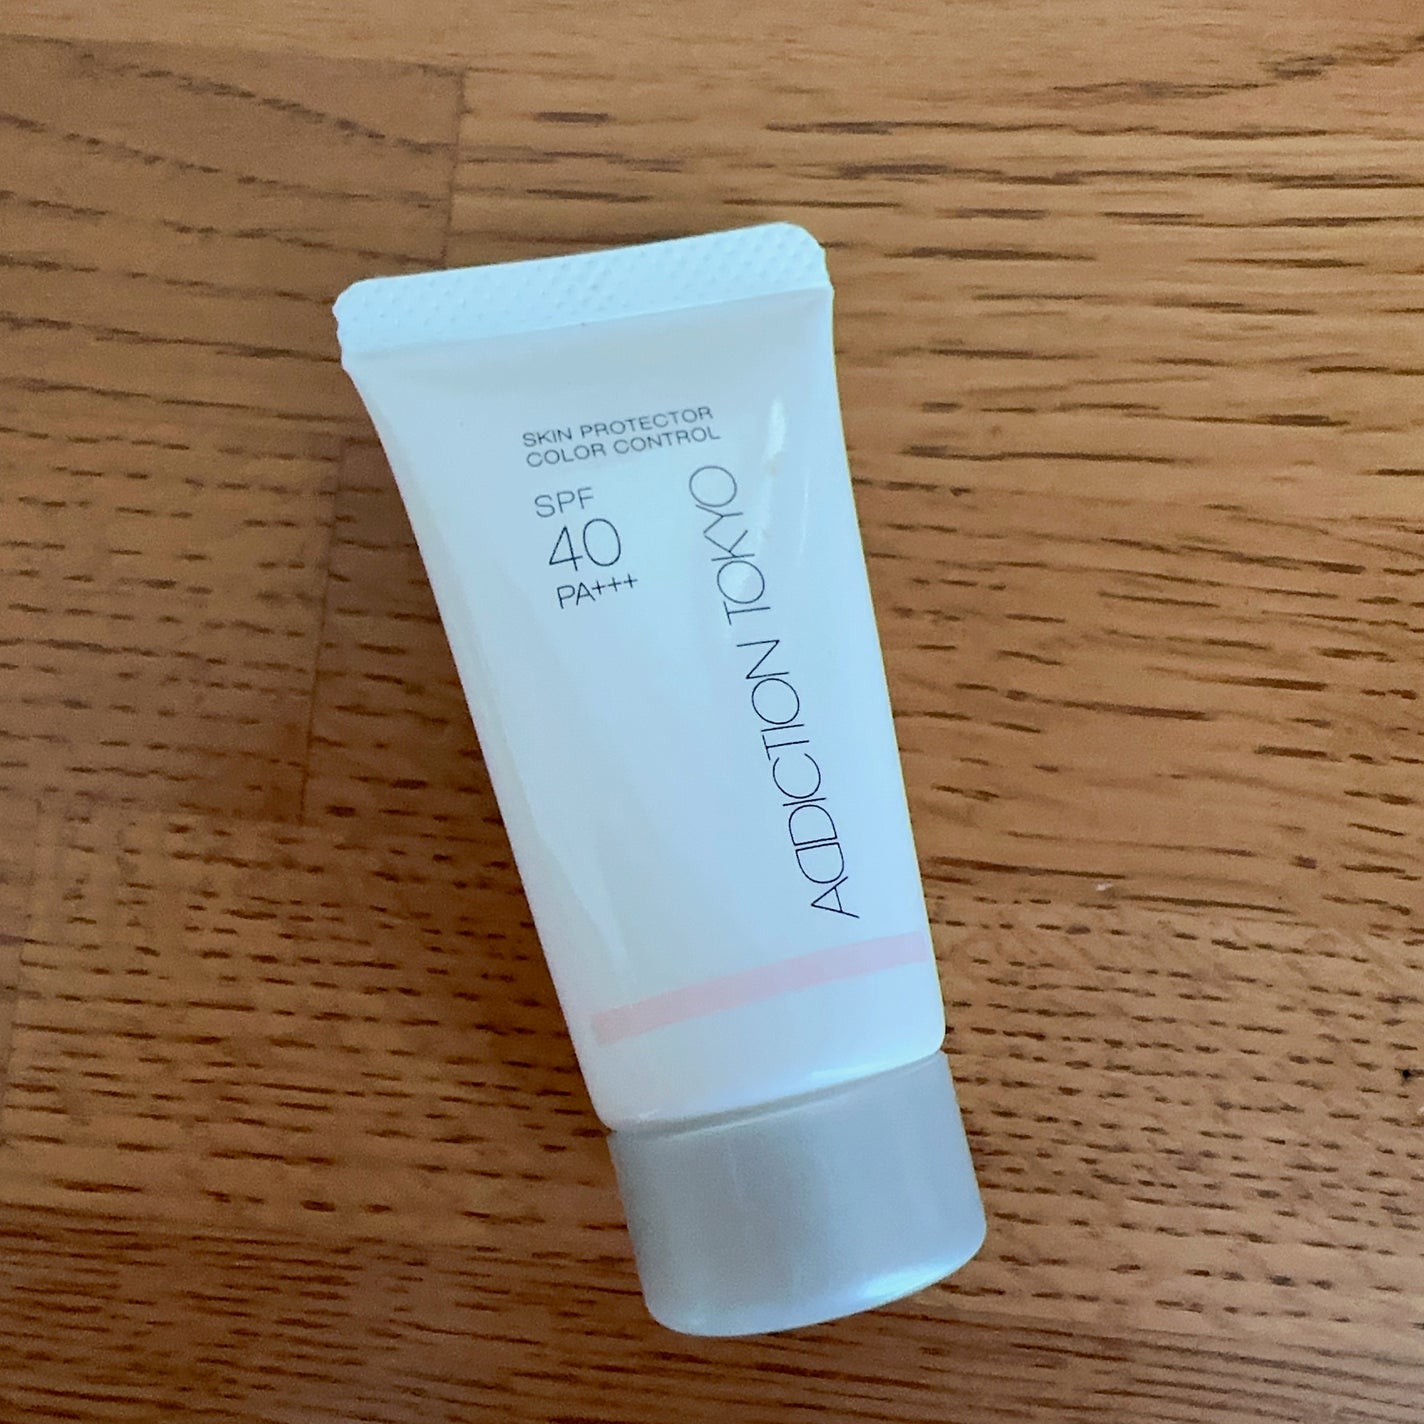 SKIN PROTECTOR
COLOR CONTROL
SPF
40
PA+++
ADDICTION TOKYO